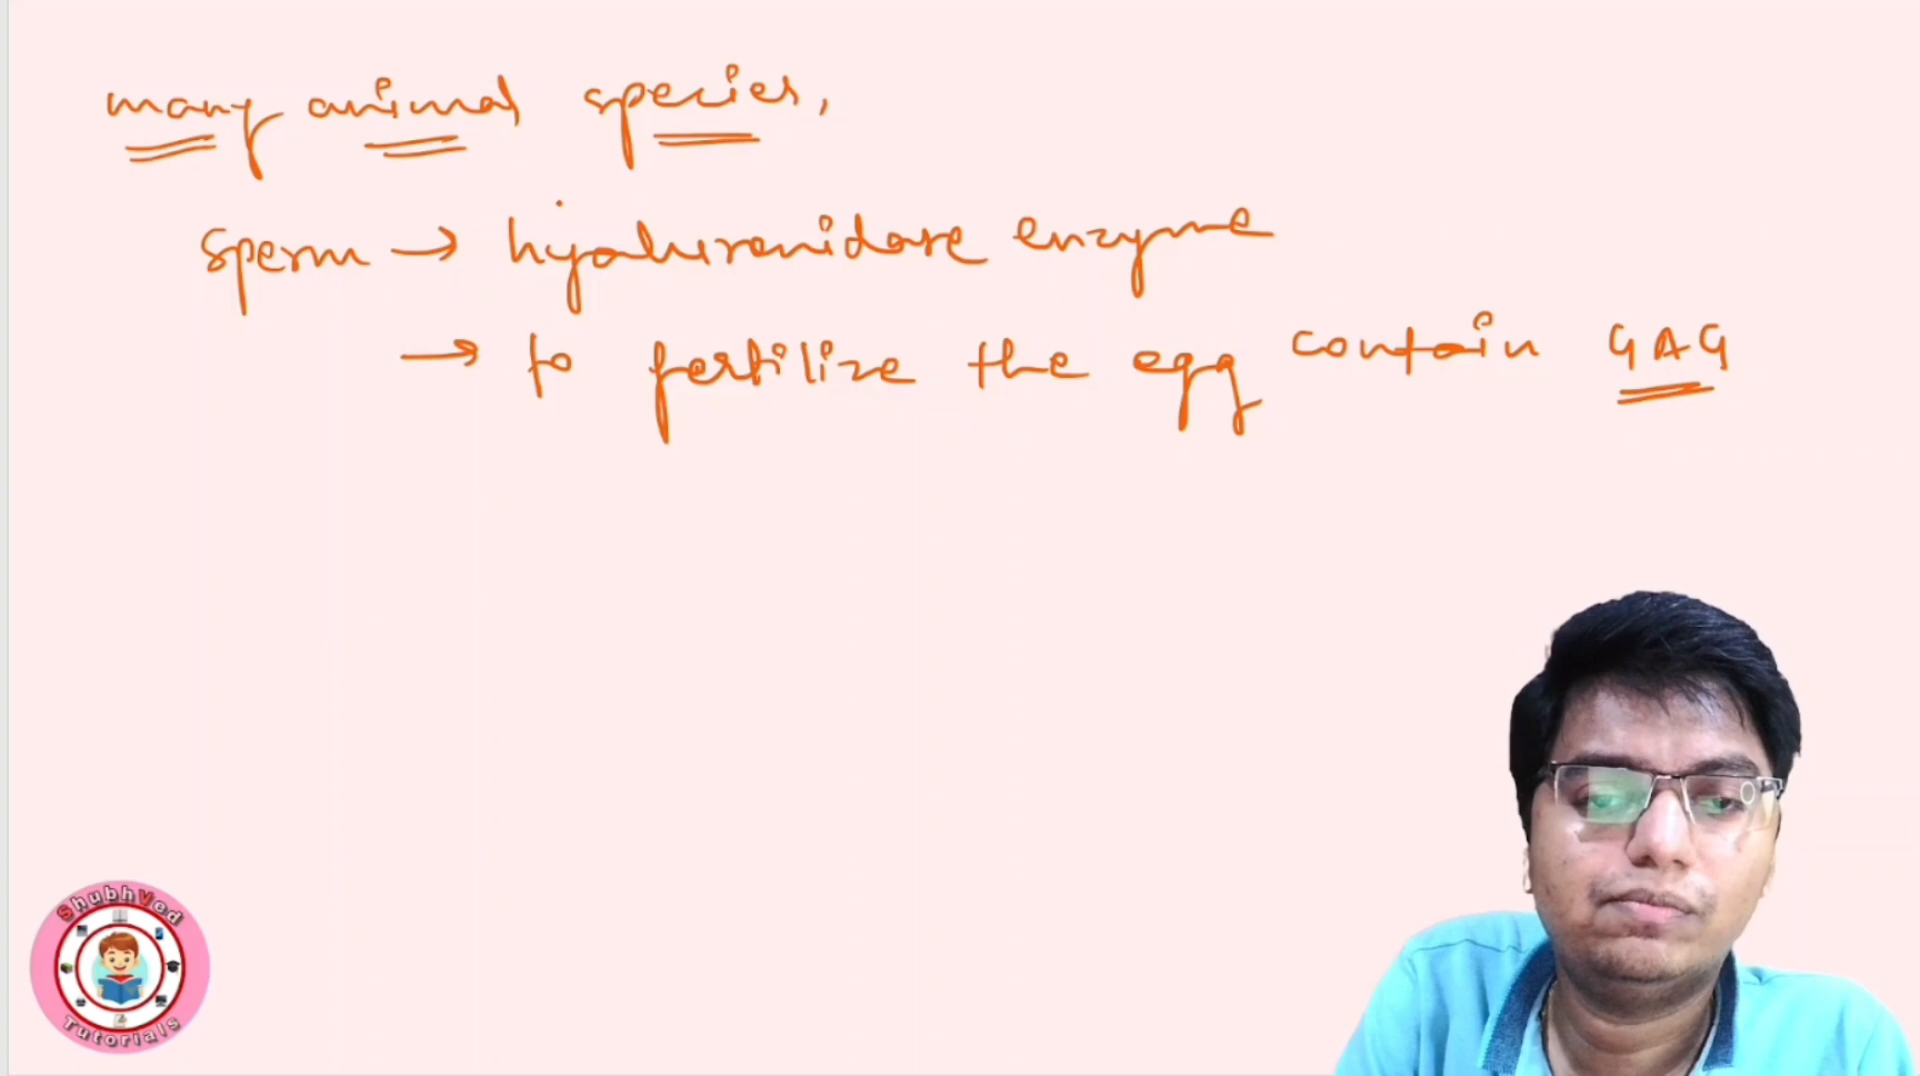 many animal species,
sperm → hyaluronidase enzyme
→ to fertilize the egg contain GAG
ShubhVed
Tutorials